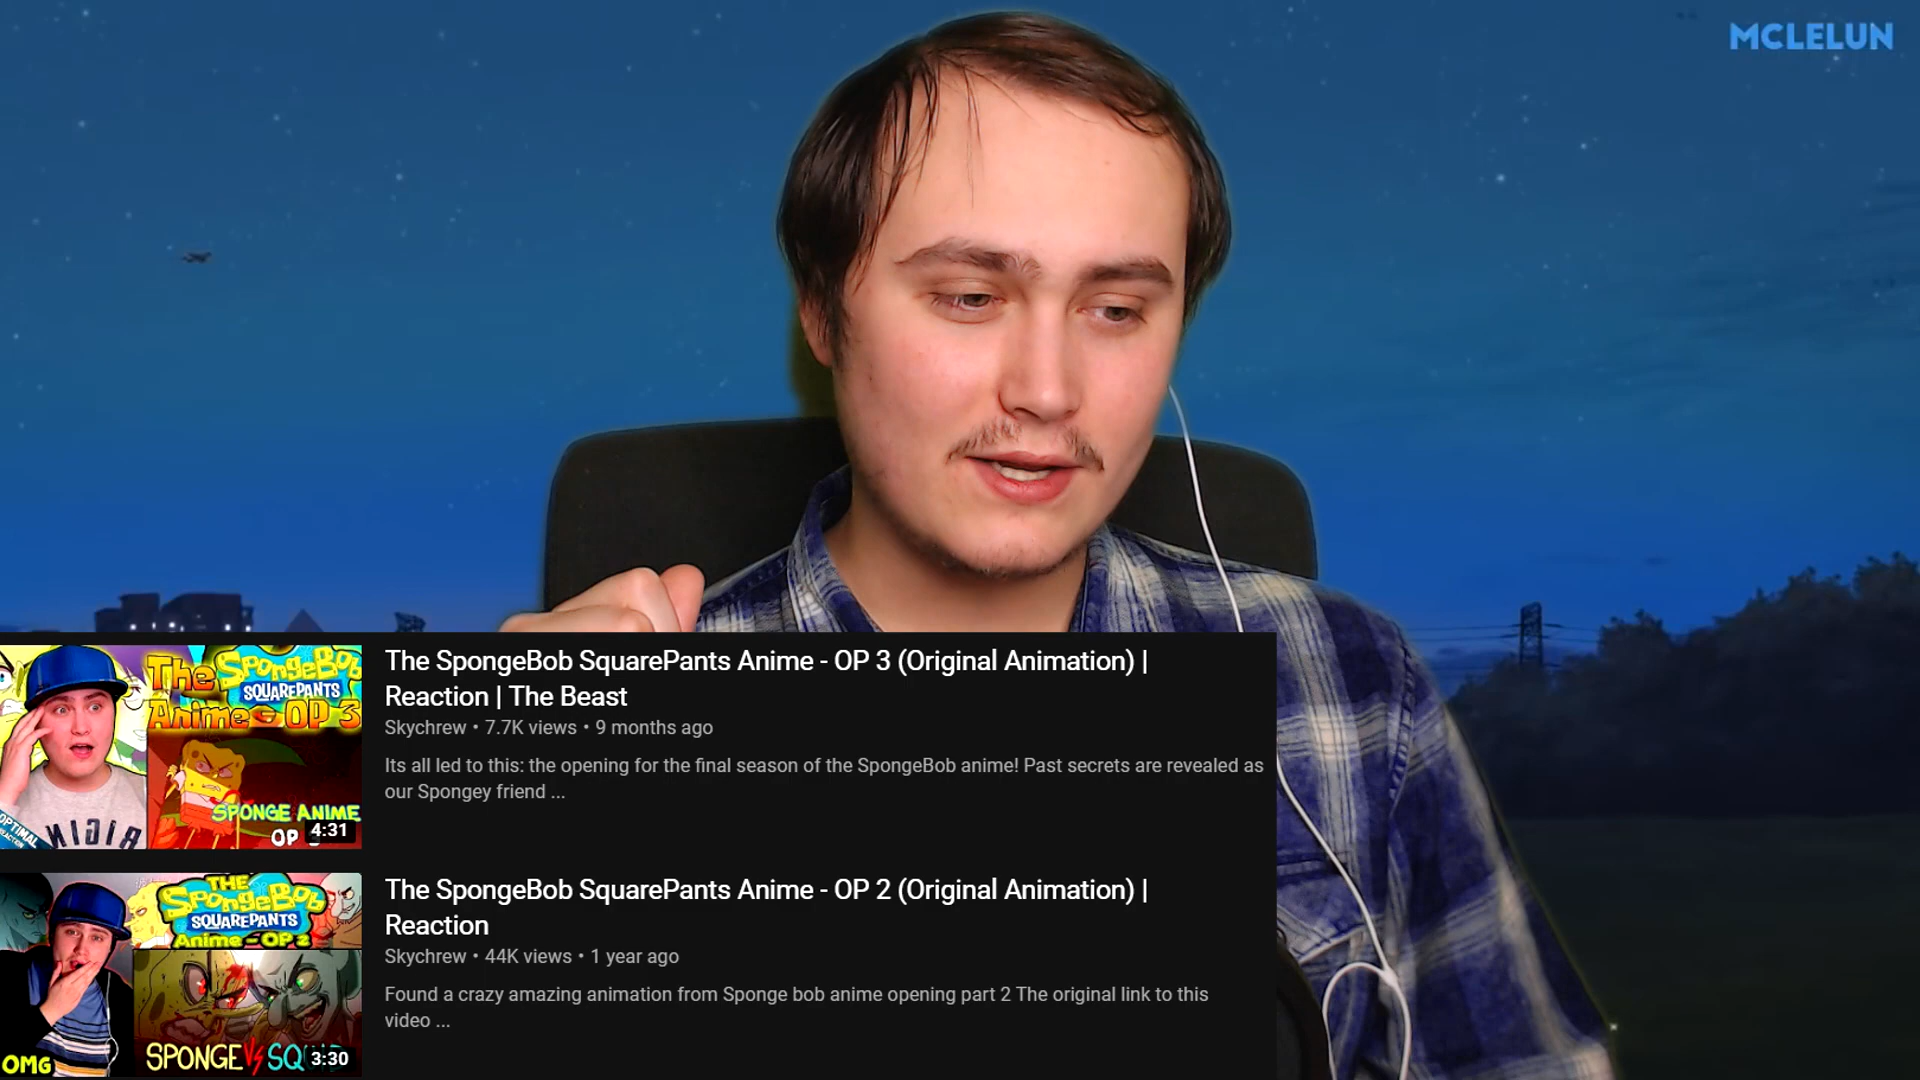 MCLELUN
The SpongeBob SquarePants Anime - OP 3 (Original Animation) |
Reaction | The Beast
Skychrew • 7.7K views • 9 months ago
Its all led to this: the opening for the final season of the SpongeBob anime! Past secrets are revealed as
our Spongey friend ...
The SpongeBob
SQUAREPANTS
Anime - OP 3
SPONGE ANIME
OP
4:31
OPTIMAL
The SpongeBob SquarePants Anime - OP 2 (Original Animation) |
Reaction
Skychrew • 44K views • 1 year ago
Found a crazy amazing animation from Sponge bob anime opening part 2 The original link to this
video ...
THE
SpongeBob
SQUAREPANTS
Anime - OP 2
OMG
SPONGE Vs SQ
3:30